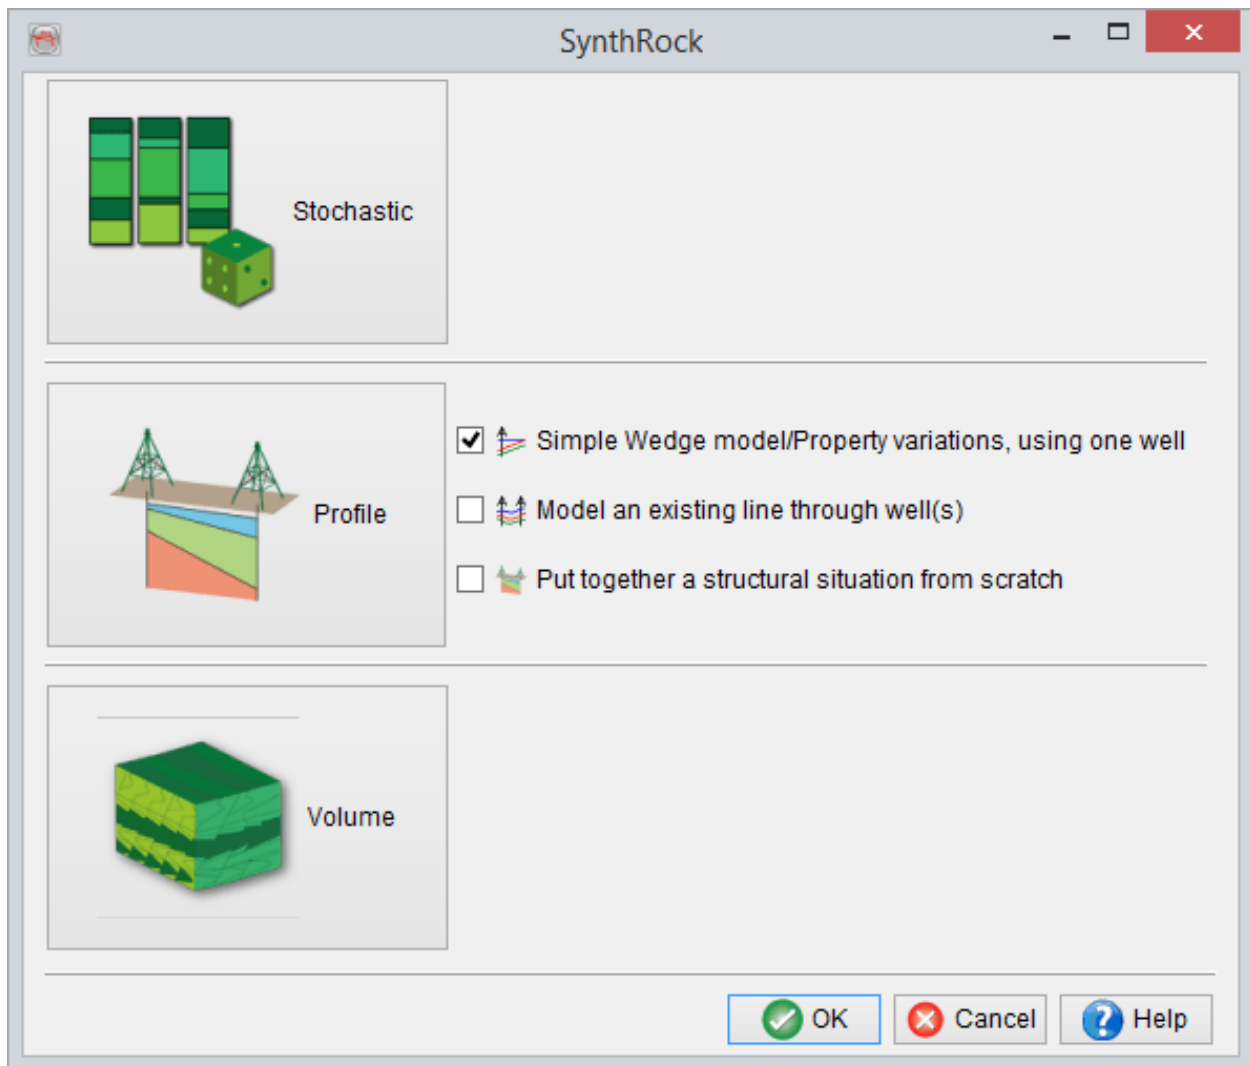 SynthRock
Stochastic
Profile
Simple Wedge model/Property variations, using one well
Model an existing line through well(s)
Put together a structural situation from scratch
Volume
OK
Cancel
Help